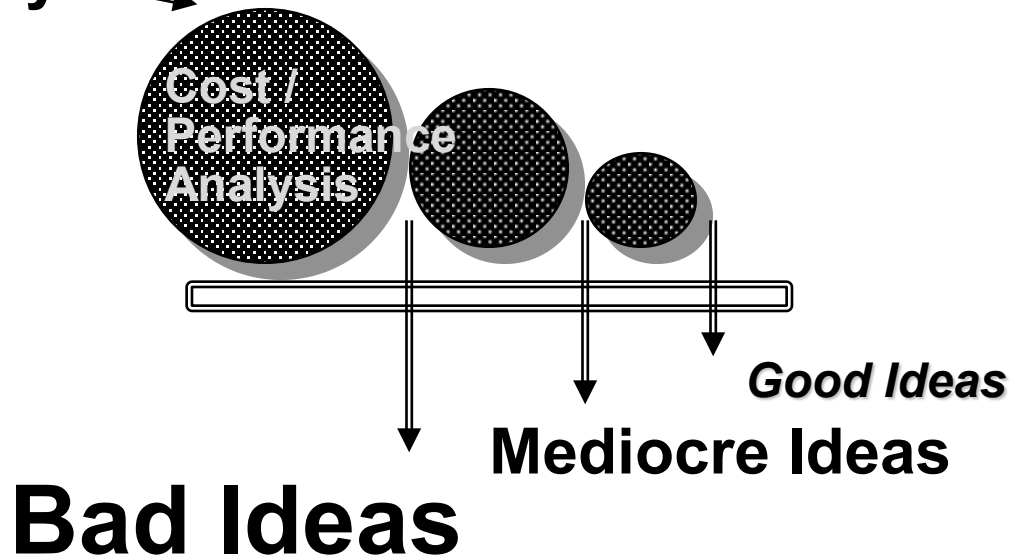 y
Cost /
Performance
Analysis
Good Ideas
Mediocre Ideas
Bad Ideas